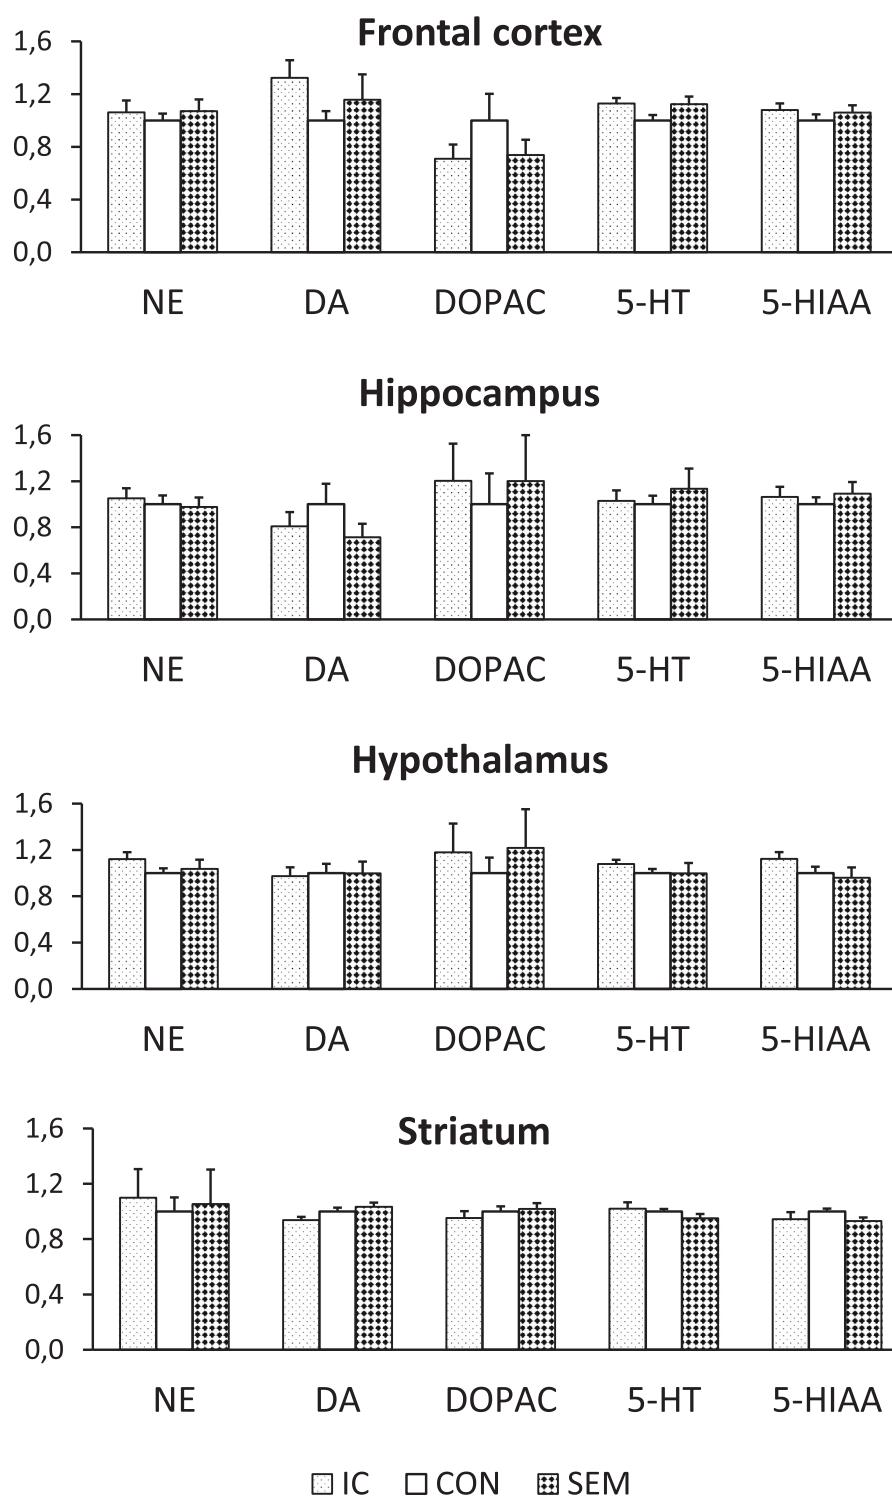 Frontal cortex
1,6
1,2
0,8
0,4
0,0
NE DA DOPAC 5-HT 5-HIAA
Hippocampus
1,6
1,2
0,8
0,4
0,0
NE DA DOPAC 5-HT 5-HIAA
Hypothalamus
1,6
1,2
0,8
0,4
0,0
NE DA DOPAC 5-HT 5-HIAA
Striatum
1,6
1,2
0,8
0,4
0,0
NE DA DOPAC 5-HT 5-HIAA
IC CON SEM